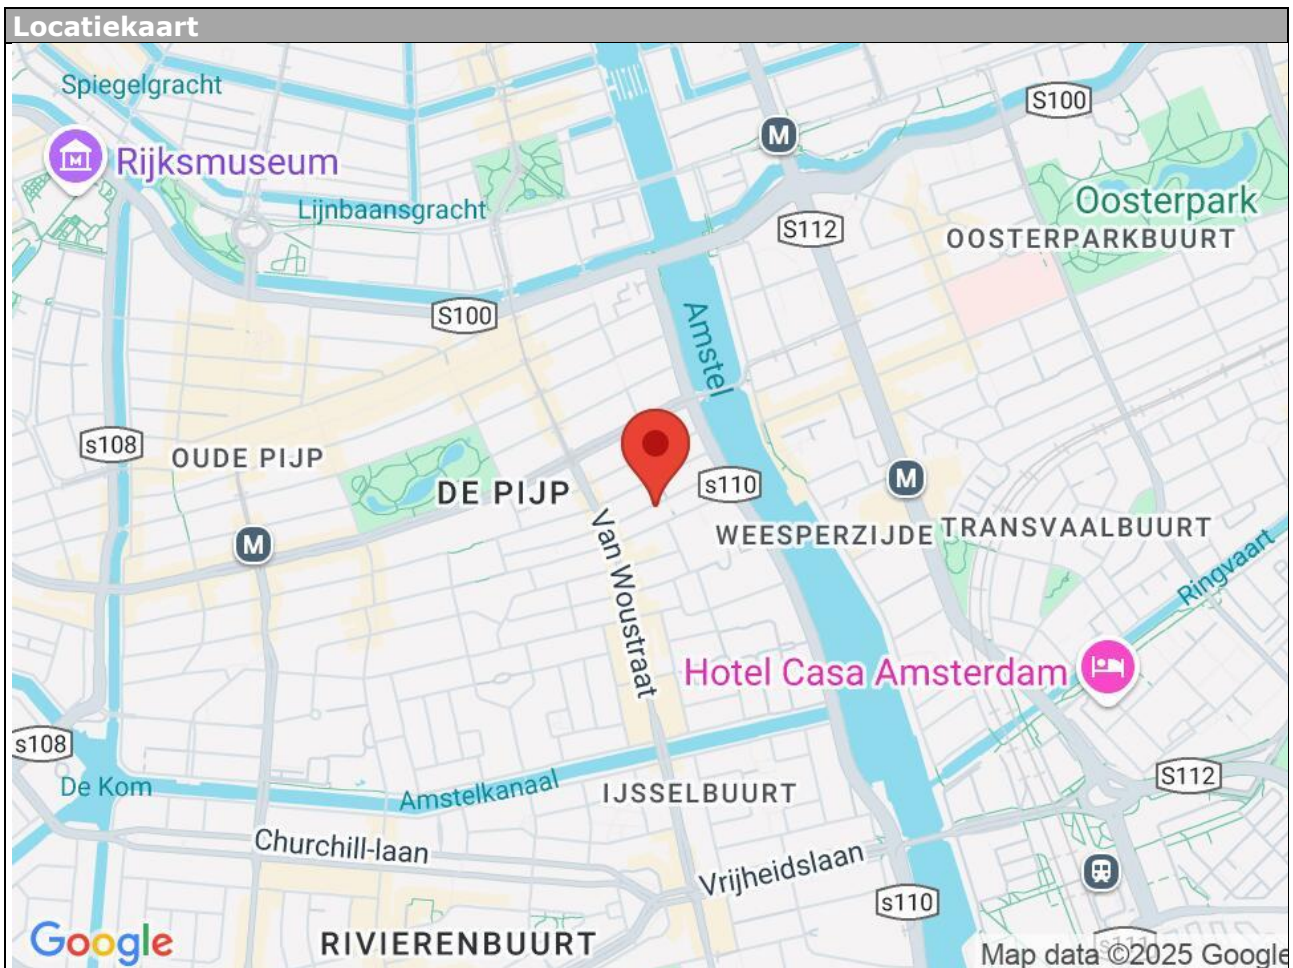 Locatiekaart
Spiegelgracht
S100
M
Rijksmuseum
Oosterpark
Lijnbaansgracht
S112
OOSTERPARKBUURT
S100
Amstel
s108
OUDE PIJP
DE PIJP
s110
M
M
Van Woustraat
WEESPERZIJDE
TRANSVAALBUURT
Ringvaart
Hotel Casa Amsterdam
s108
De Kom
Amstelkanaal
IJSSELBUURT
S112
Churchill-laan
Vrijheidslaan
s110
Google
RIVIERENBUURT
Map data ©2025 Google